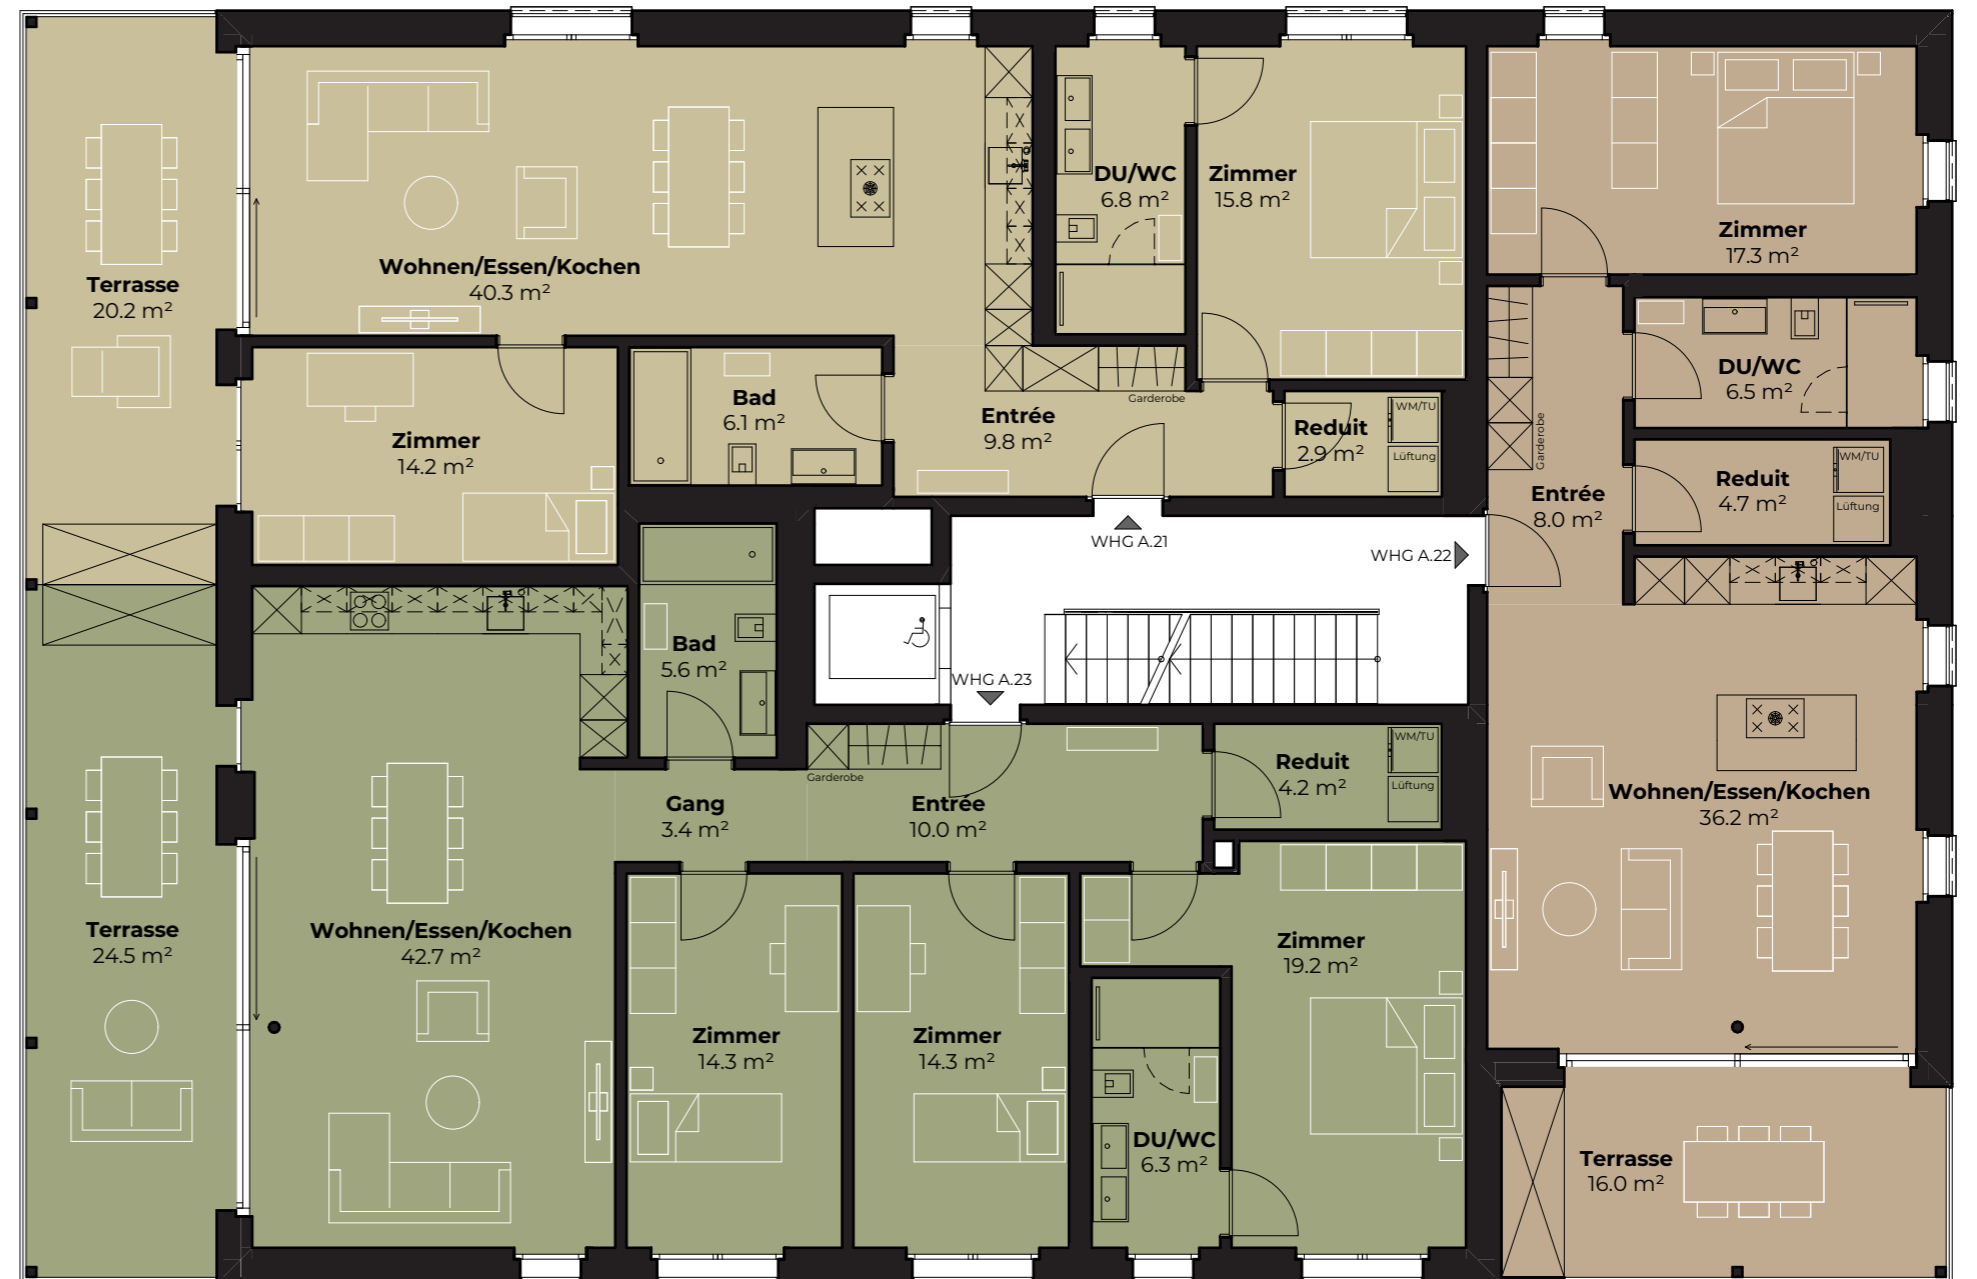 Wohnen/Essen/Kochen
40.3 m²
Terrasse
20.2 m²
Zimmer
14.2 m²
Bad
6.1 m²
Entrée
9.8 m²
Garderobe
DU/WC
6.8 m²
Zimmer
15.8 m²
Reduit
2.9 m²
WM/TU
Lüftung
WHG A.21
WHG A.22
WHG A.23
Zimmer
17.3 m²
DU/WC
6.5 m²
Garderobe
Reduit
4.7 m²
WM/TU
Lüftung
Entrée
8.0 m²
Wohnen/Essen/Kochen
36.2 m²
Terrasse
16.0 m²
Bad
5.6 m²
Gang
3.4 m²
Garderobe
Entrée
10.0 m²
Reduit
4.2 m²
WM/TU
Lüftung
Terrasse
24.5 m²
Wohnen/Essen/Kochen
42.7 m²
Zimmer
14.3 m²
Zimmer
14.3 m²
Zimmer
19.2 m²
DU/WC
6.3 m²